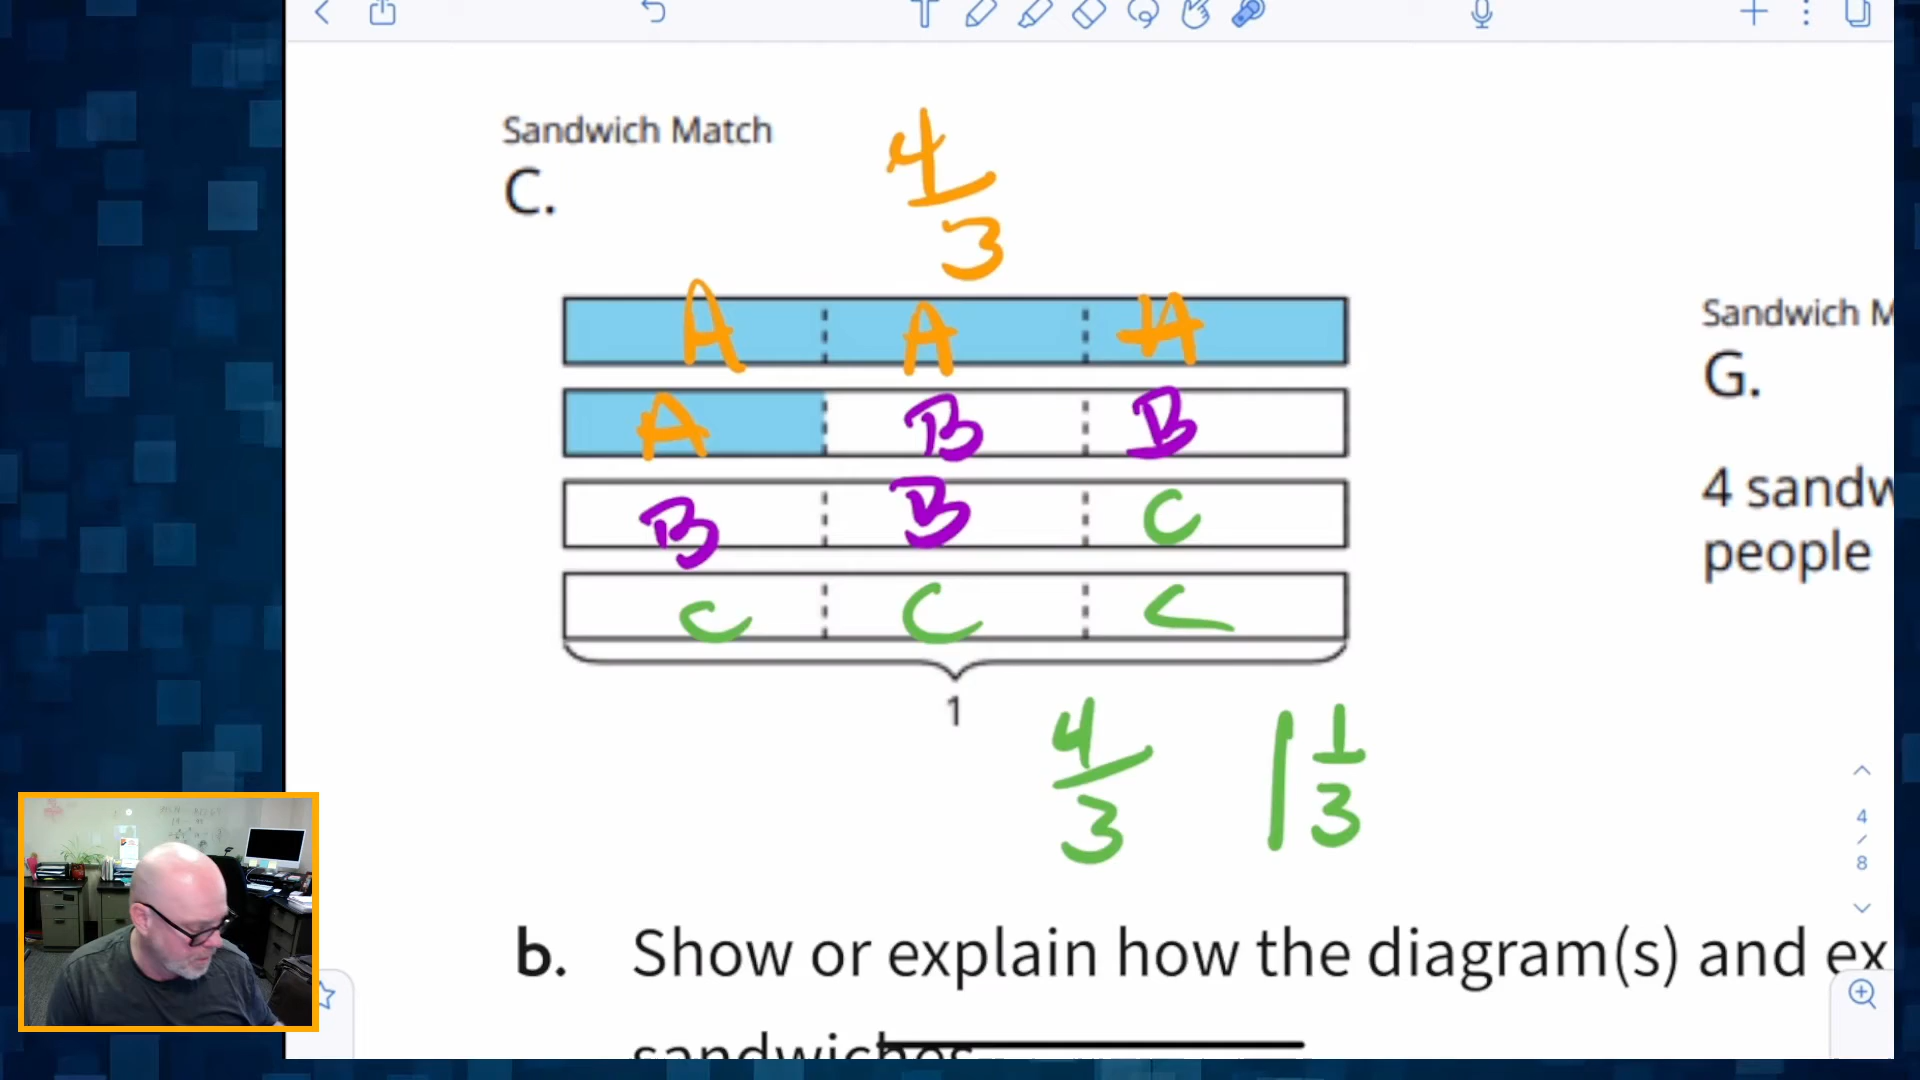 Sandwich Match
C.
4
3
A A A
A B B
B B C
C C C
1
4
3
1 1
3
Sandwich M
G.
4 sandw
people
4
/
8
b. Show or explain how the diagram(s) and ex
sandwiches